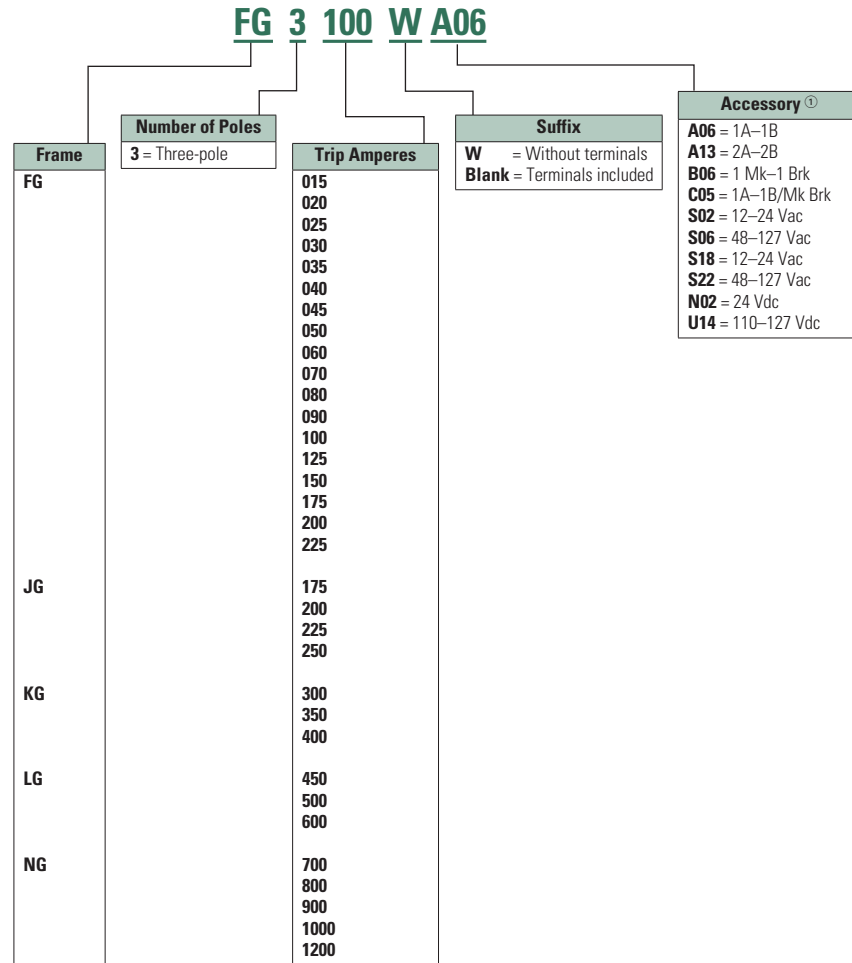 FG 3 100 W A06
Frame
FG
JG
KG
LG
NG
Number of Poles
3 = Three-pole
Trip Amperes
015
020
025
030
035
040
045
050
060
070
080
090
100
125
150
175
200
225
175
200
225
250
300
350
400
450
500
600
700
800
900
1000
1200
Suffix
W = Without terminals
Blank = Terminals included
Accessory ①
A06 = 1A–1B
A13 = 2A–2B
B06 = 1 Mk–1 Brk
C05 = 1A–1B/Mk Brk
S02 = 12–24 Vac
S06 = 48–127 Vac
S18 = 12–24 Vac
S22 = 48–127 Vac
N02 = 24 Vdc
U14 = 110–127 Vdc